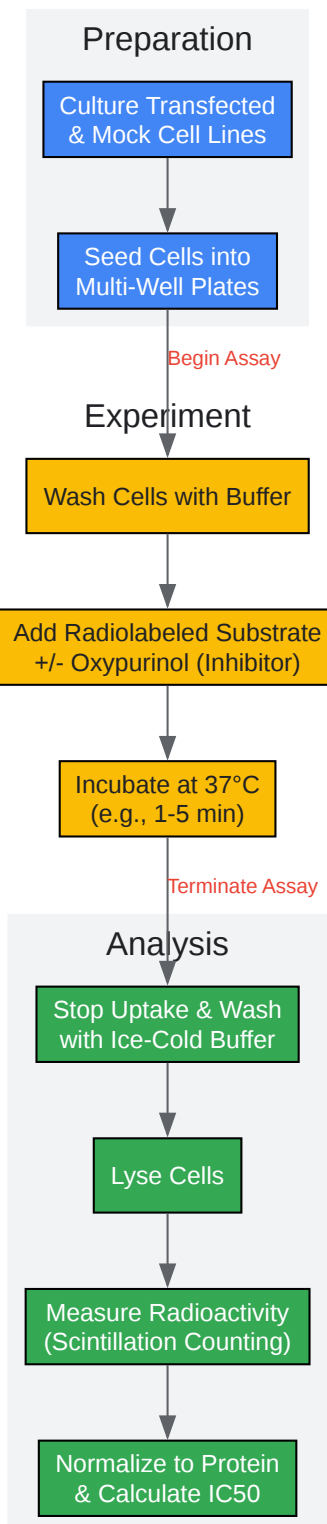 Preparation
Culture Transfected
& Mock Cell Lines
Seed Cells into
Multi-Well Plates
Begin Assay
Experiment
Wash Cells with Buffer
Add Radiolabeled Substrate
+/- Oxypurinol (Inhibitor)
Incubate at 37°C
(e.g., 1-5 min)
Terminate Assay
Analysis
Stop Uptake & Wash
with Ice-Cold Buffer
Lyse Cells
Measure Radioactivity
(Scintillation Counting)
Normalize to Protein
& Calculate IC50